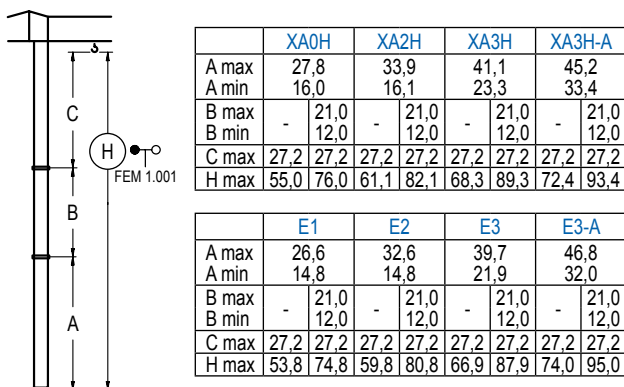 XA0H XA2H XA3H XA3H-A
A max 27,8 33,9 41,1 45,2
A min 16,0 16,1 23,3 33,4
B max - 21,0 - 21,0 - 21,0 - 21,0
B min 12,0 12,0 12,0 12,0
C max 27,2 27,2 27,2 27,2 27,2 27,2 27,2 27,2
H max 55,0 76,0 61,1 82,1 68,3 89,3 72,4 93,4
C
H
FEM 1.001
B
A
E1 E2 E3 E3-A
A max 26,6 32,6 39,7 46,8
A min 14,8 14,8 21,9 32,0
B max - 21,0 - 21,0 - 21,0 - 21,0
B min 12,0 12,0 12,0 12,0
C max 27,2 27,2 27,2 27,2 27,2 27,2 27,2 27,2
H max 53,8 74,8 59,8 80,8 66,9 87,9 74,0 95,0